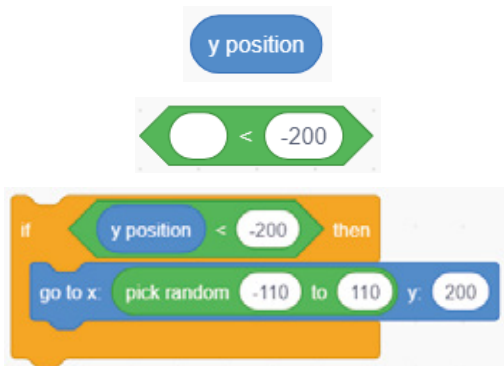 y position
< -200
if y position < -200 then
go to x: pick random -110 to 110 y: 200